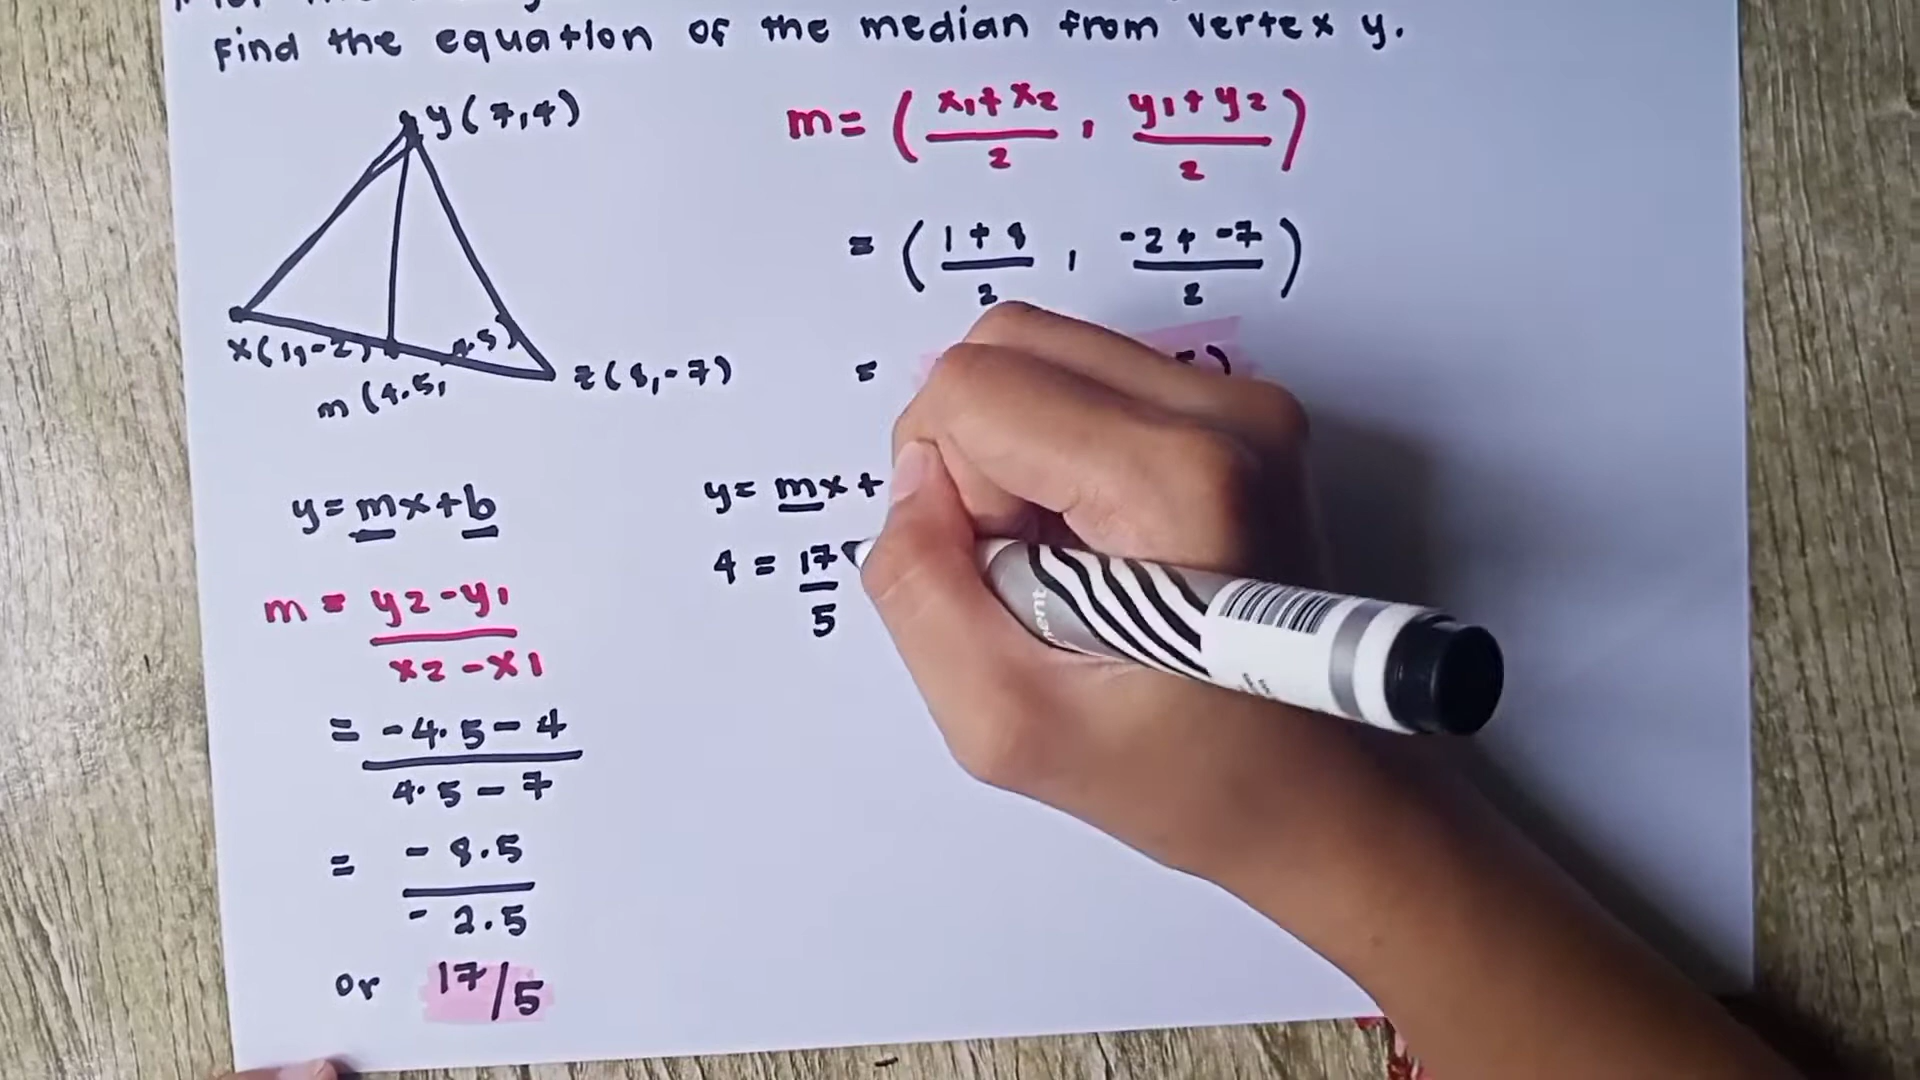 Find the equation of the median from vertex y.
y(7,4)
x(1,-2)
m(4.5,
4.5)
z(8,-7)
m= (x1+x2/2, y1+y2/2)
= (1+8/2, -2+-7/2)
=
5)
y=mx+b
m = y2-y1/x2-x1
= -4.5-4/4.5-7
= -8.5/-2.5
or 17/5
y= mx+
4 = 17/5